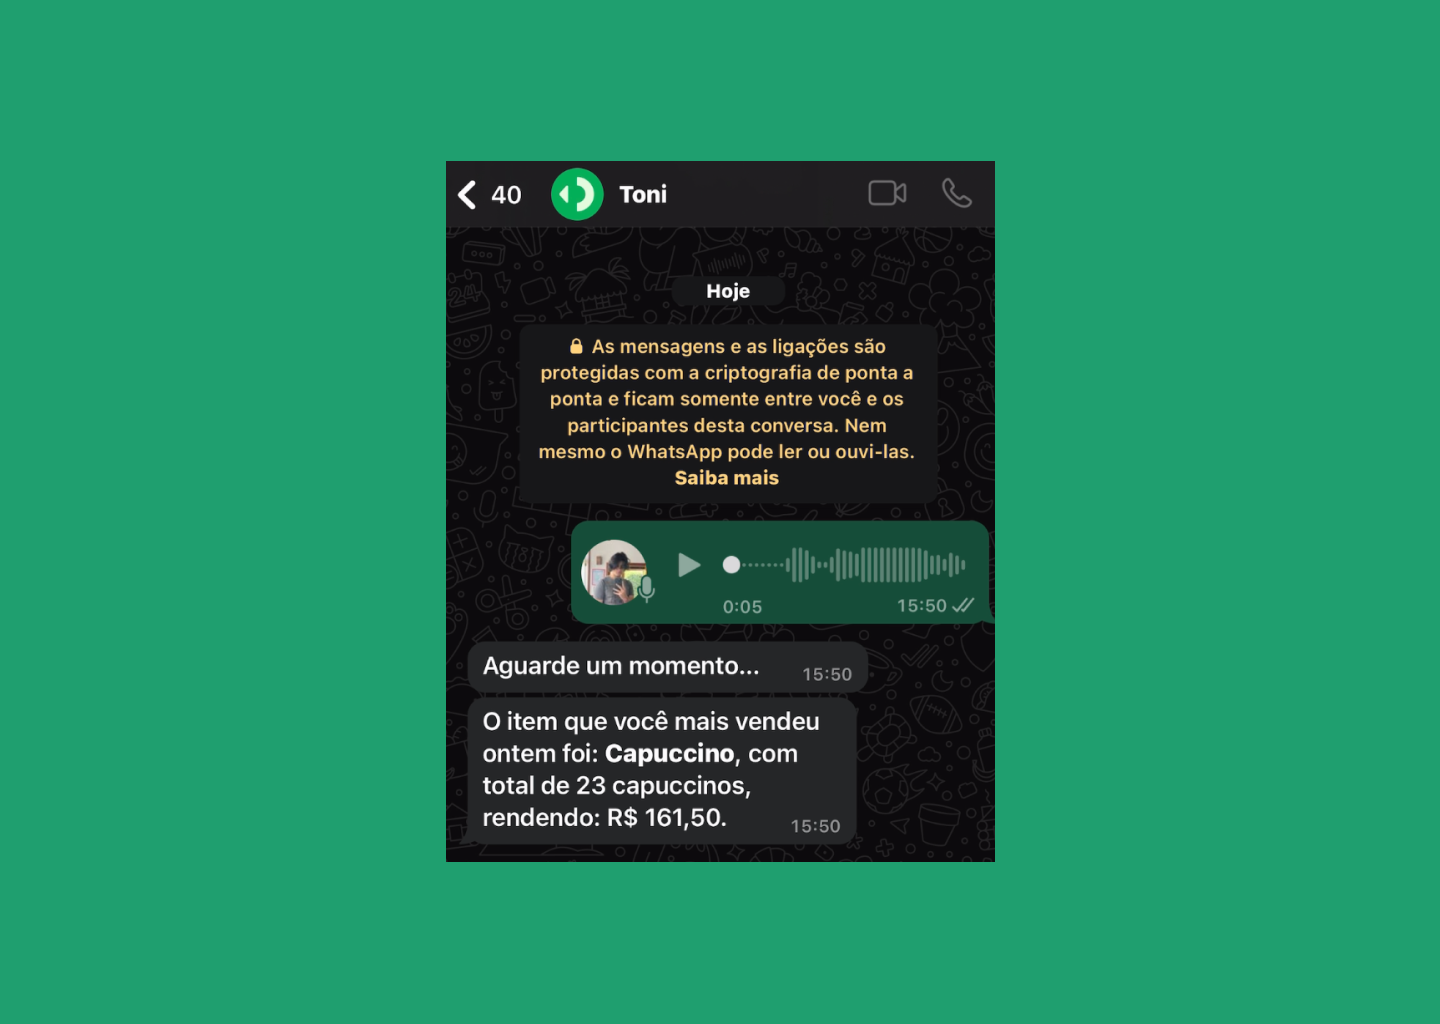 40
Toni
Hoje
As mensagens e as ligações são
protegidas com a criptografia de ponta a
ponta e ficam somente entre você e os
participantes desta conversa. Nem
mesmo o WhatsApp pode ler ou ouvi-las.
Saiba mais
0:05
15:50
Aguarde um momento...
15:50
O item que você mais vendeu
ontem foi: Capuccino, com
total de 23 capuccinos,
rendendo: R$ 161,50.
15:50